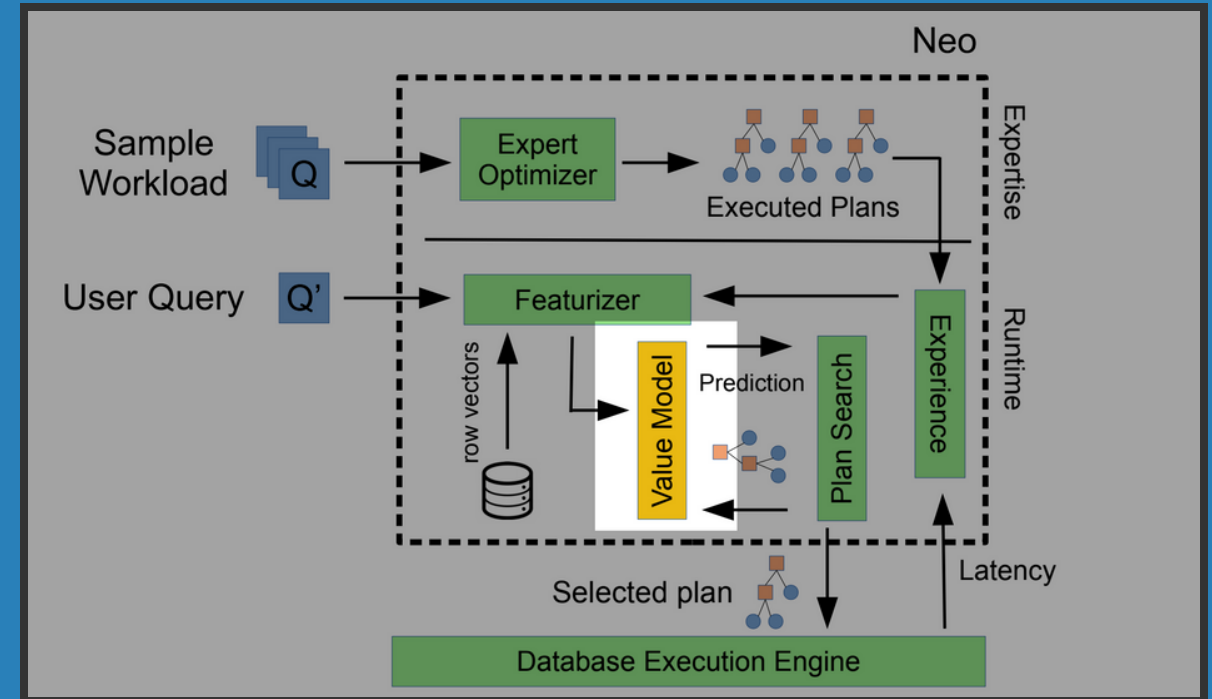 Neo
Sample
Workload
Q
Expert
Optimizer
Executed Plans
Expertise
User Query
Q'
Featurizer
Experience
Runtime
row vectors
Value Model
Prediction
Plan Search
Selected plan
Latency
Database Execution Engine